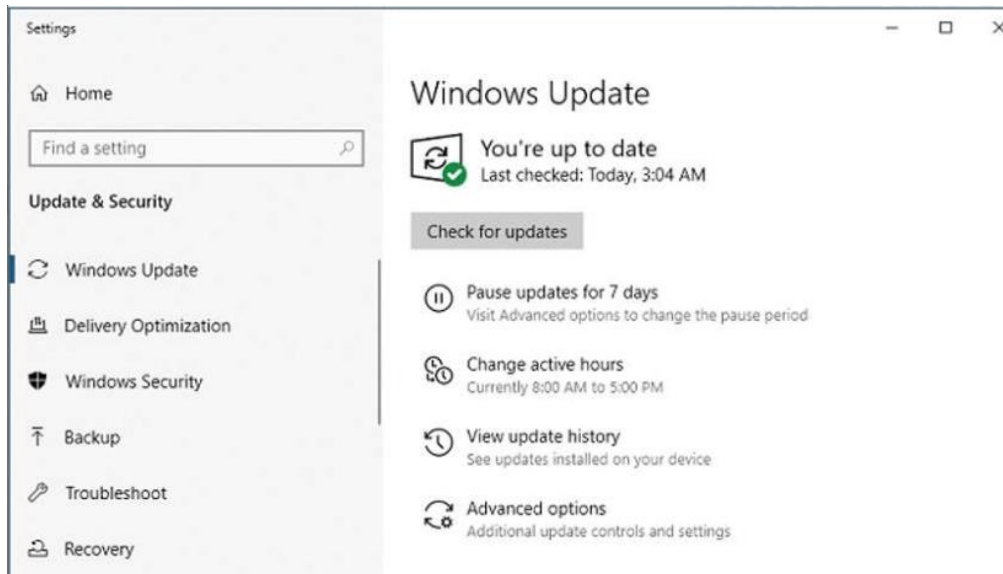 Settings
Home
Find a setting
Update & Security
Windows Update
Delivery Optimization
Windows Security
Backup
Troubleshoot
Recovery
Windows Update
You're up to date
Last checked: Today, 3:04 AM
Check for updates
Pause updates for 7 days
Visit Advanced options to change the pause period
Change active hours
Currently 8:00 AM to 5:00 PM
View update history
See updates installed on your device
Advanced options
Additional update controls and settings